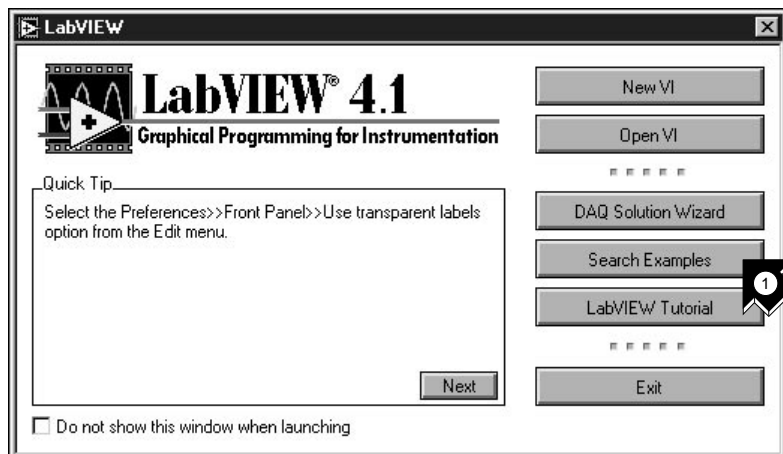 LabVIEW
LabVIEW® 4.1
Graphical Programming for Instrumentation
Quick Tip
Select the Preferences>>Front Panel>>Use transparent labels
option from the Edit menu.
Next
Do not show this window when launching
New VI
Open VI
DAQ Solution Wizard
Search Examples
1
LabVIEW Tutorial
Exit